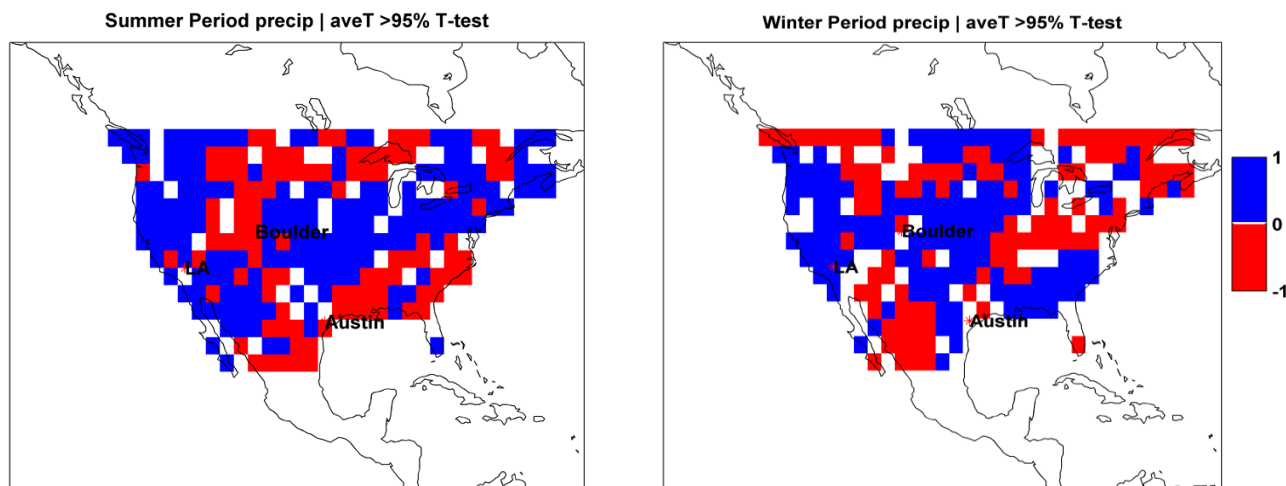 Summer Period precip | aveT >95% T-test
Winter Period precip | aveT >95% T-test
Boulder
LA
Austin
Boulder
LA
Austin
1
0
-1